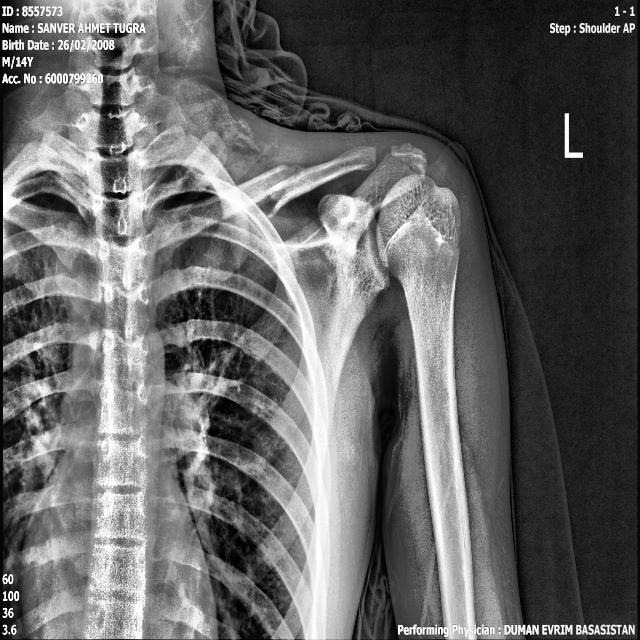 ID : 8557573
Name : SANVER AHMET TUGRA
Birth Date : 26/02/2008
M/14Y
Acc. No : 6000799260
1 - 1
Step : Shoulder AP
L
60
100
36
3.6
Performing Physician : DUMAN EVRIM BASASISTAN